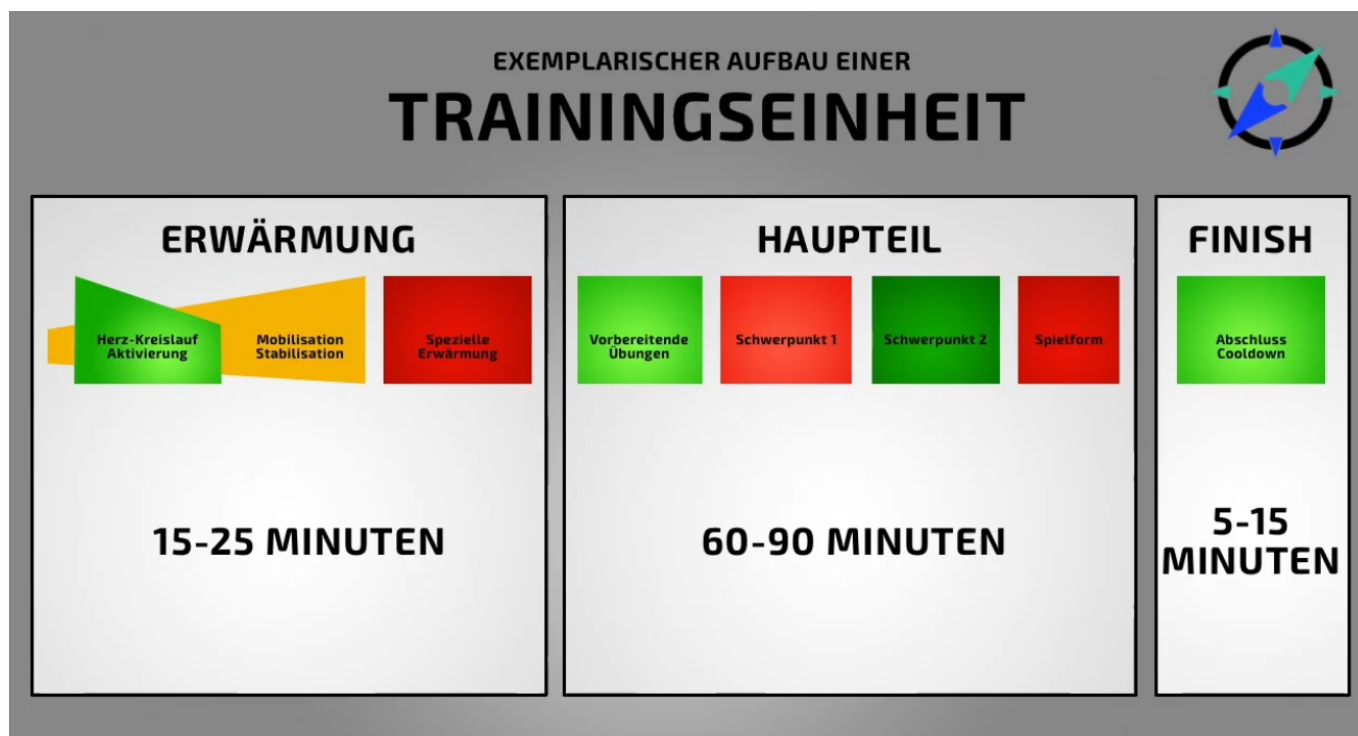 EXEMPLARISCHER AUFBAU EINER
TRAININGSEINHEIT
ERWÄRMUNG
Herz-Kreislauf
Aktivierung
Mobilisation
Stabilisation
Spezielle
Erwärmung
15-25 MINUTEN
HAUPTEIL
Vorbereitende
Übungen
Schwerpunkt 1
Schwerpunkt 2
Spielform
60-90 MINUTEN
FINISH
Abschluss
Cooldown
5-15
MINUTEN